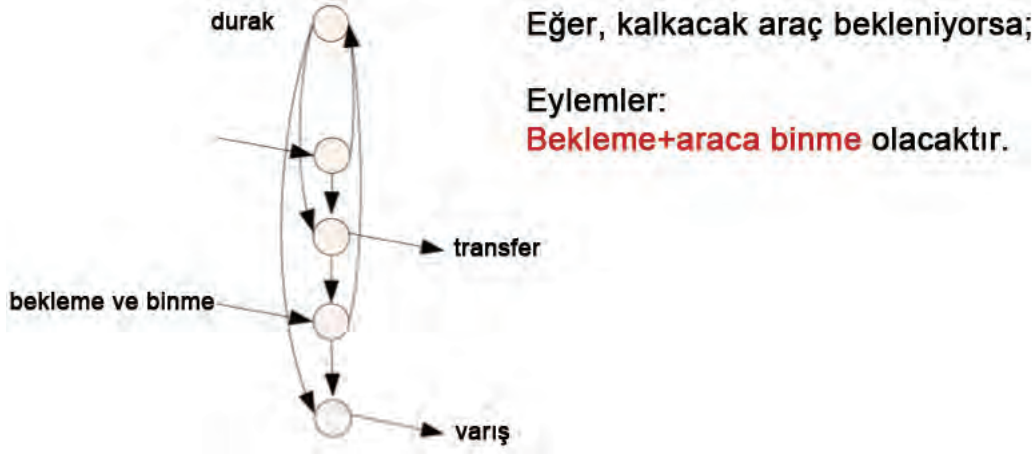 durak
Eğer, kalkacak araç bekleniyorsa;
Eylemler:
Bekleme+araca binme olacaktır.
transfer
bekleme ve binme
varış